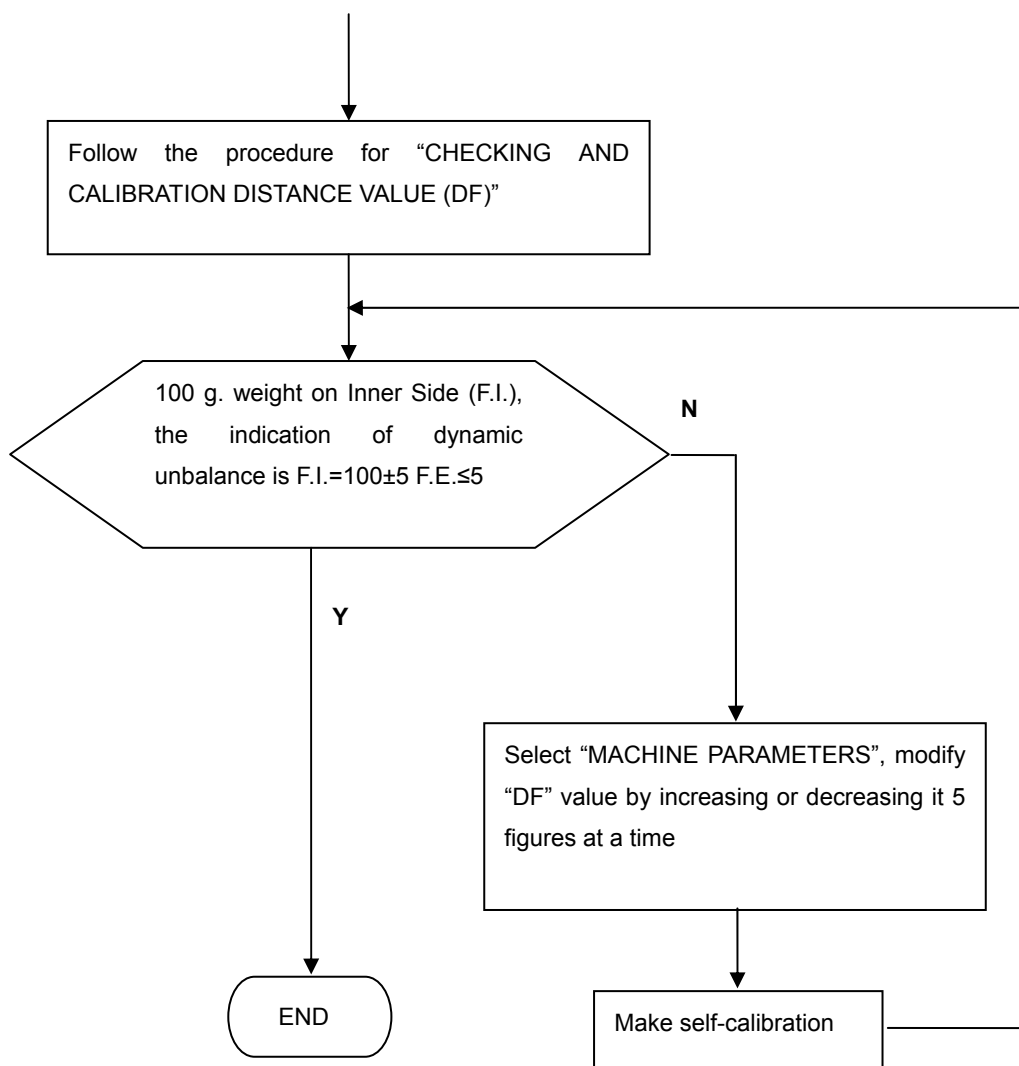 Follow the procedure for “CHECKING AND
CALIBRATION DISTANCE VALUE (DF)”
100 g. weight on Inner Side (F.I.),
the indication of dynamic
unbalance is F.I.=100±5 F.E.≤5
N
Y
Select “MACHINE PARAMETERS”, modify
“DF” value by increasing or decreasing it 5
figures at a time
END
Make self-calibration